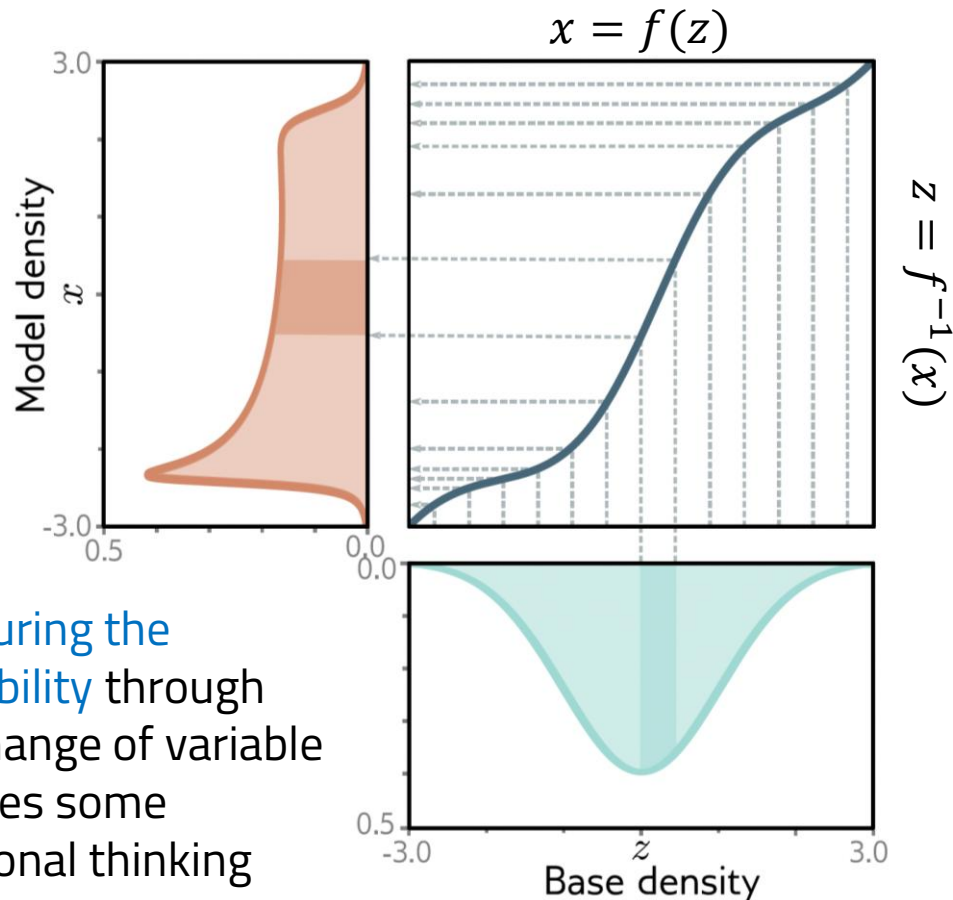 x = f(z)
3.0
Model density
x
-3.0
0.5
0.0
z = f⁻¹(x)
0.0
0.5
-3.0
z
3.0
Base density
uring the
bility through
ange of variable
es some
onal thinking